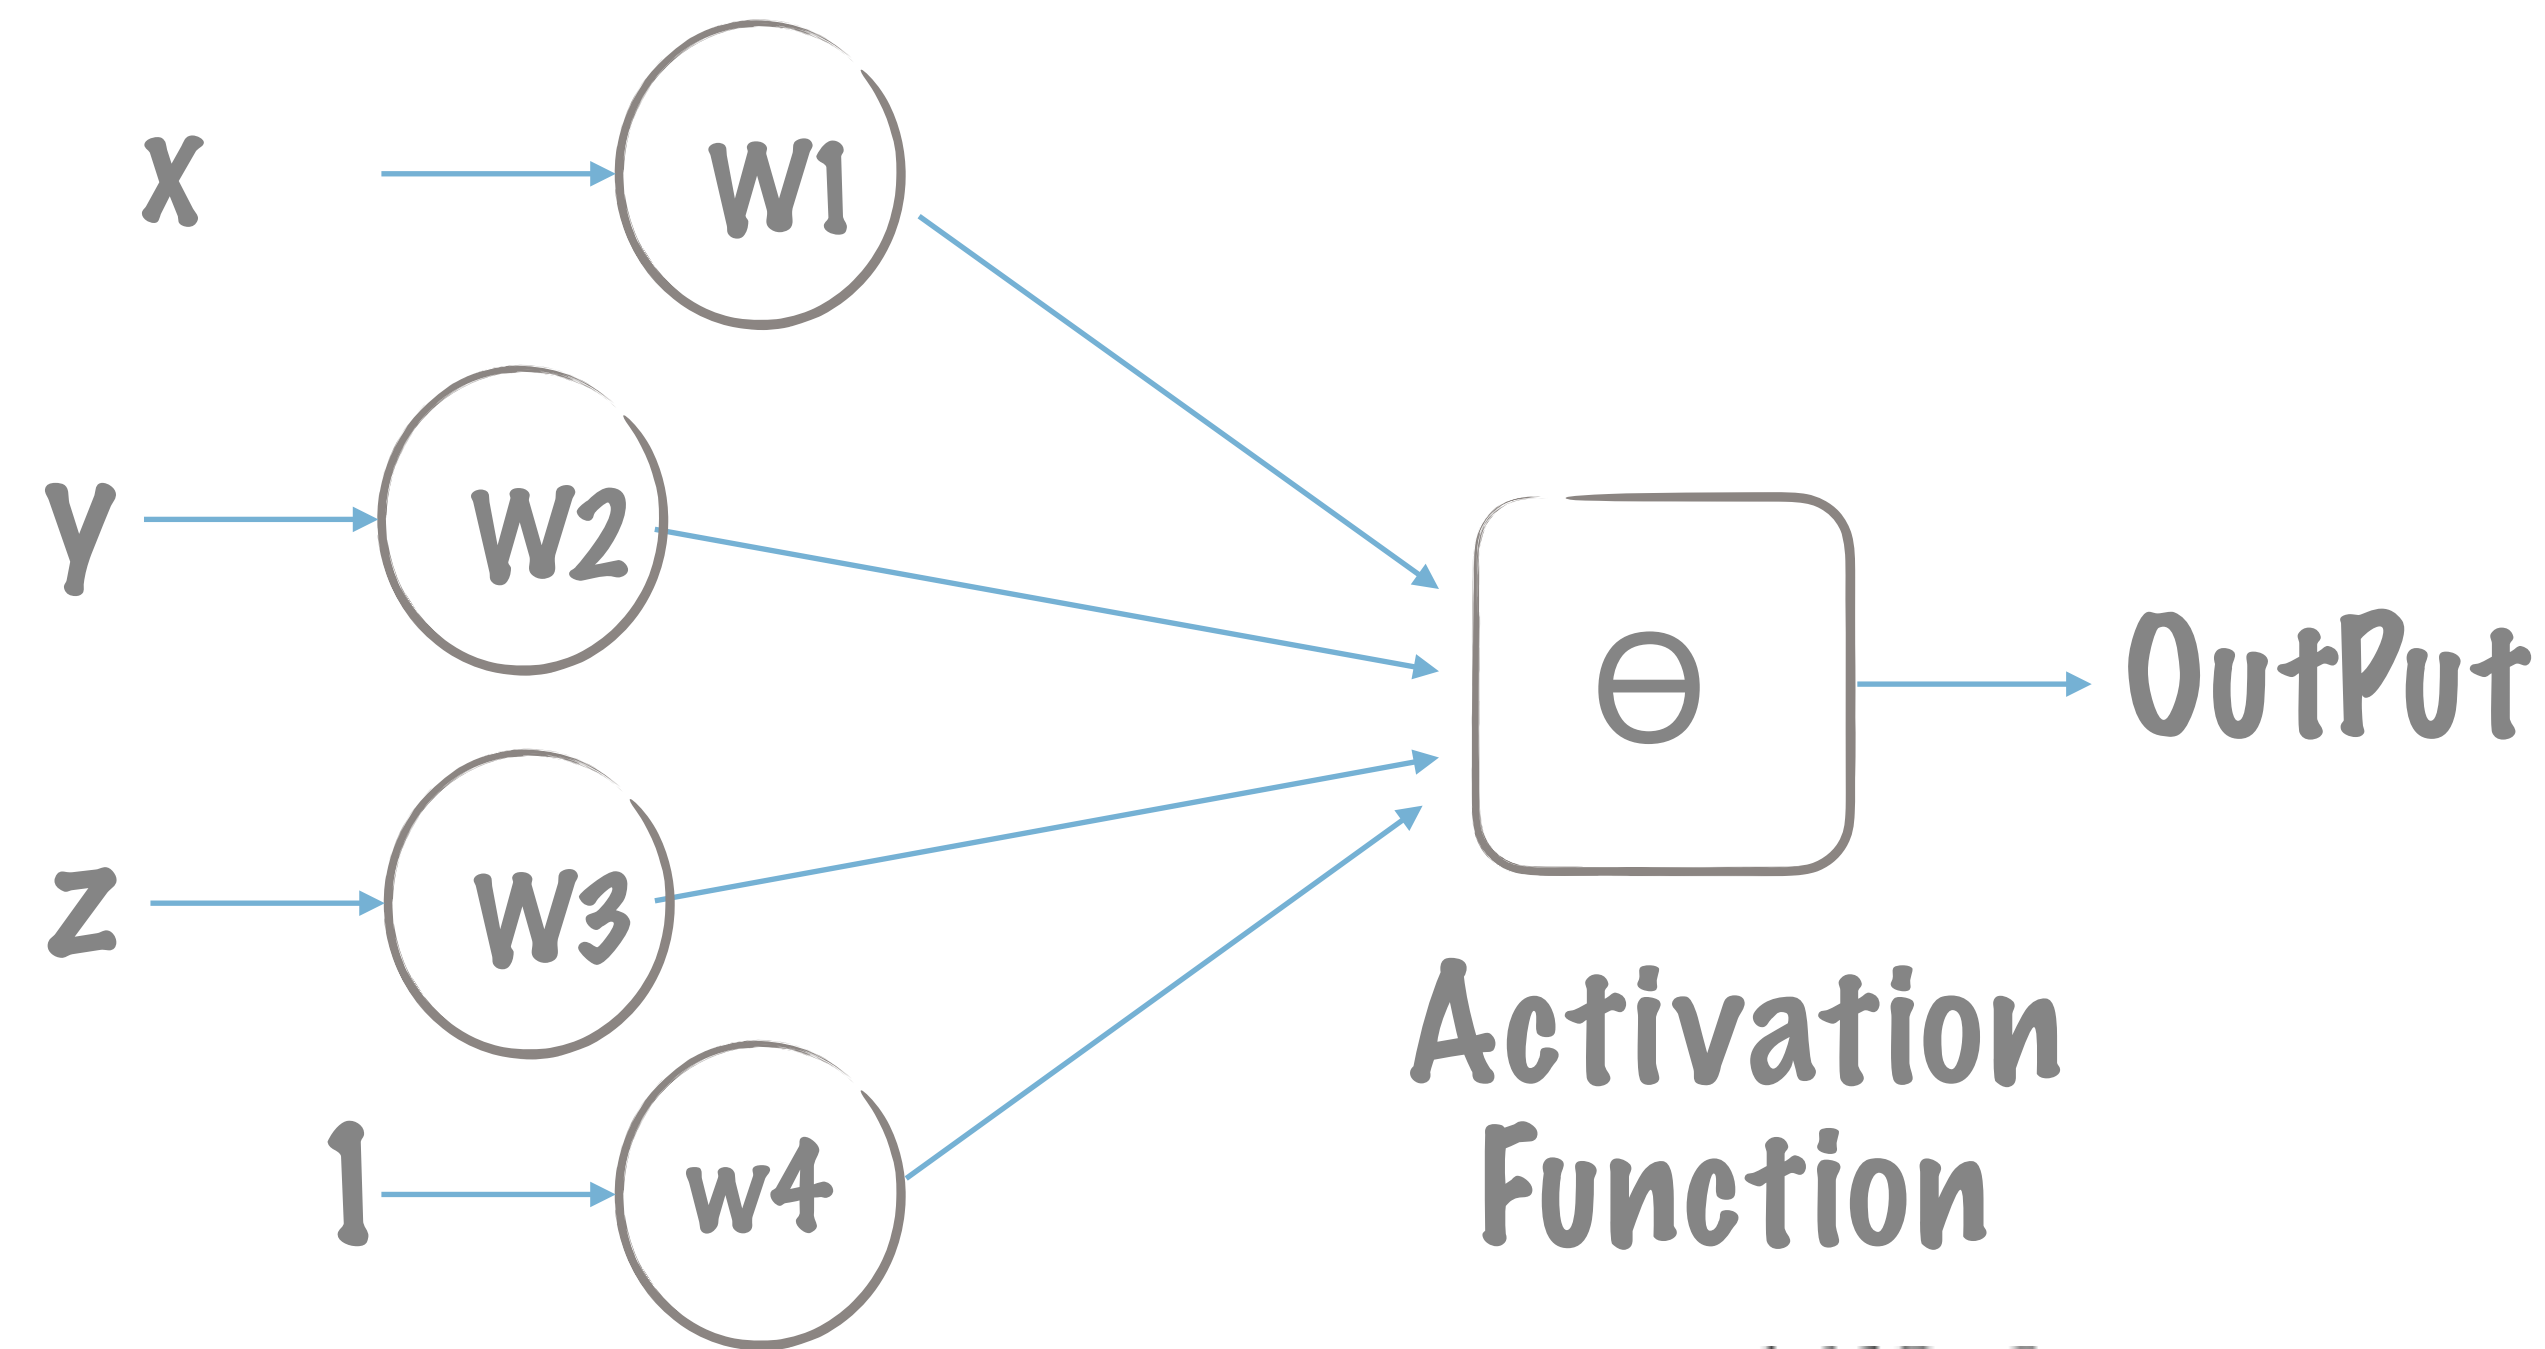 x
W1
y
W2
Θ
OutPut
z
W3
Activation
Function
1
w4